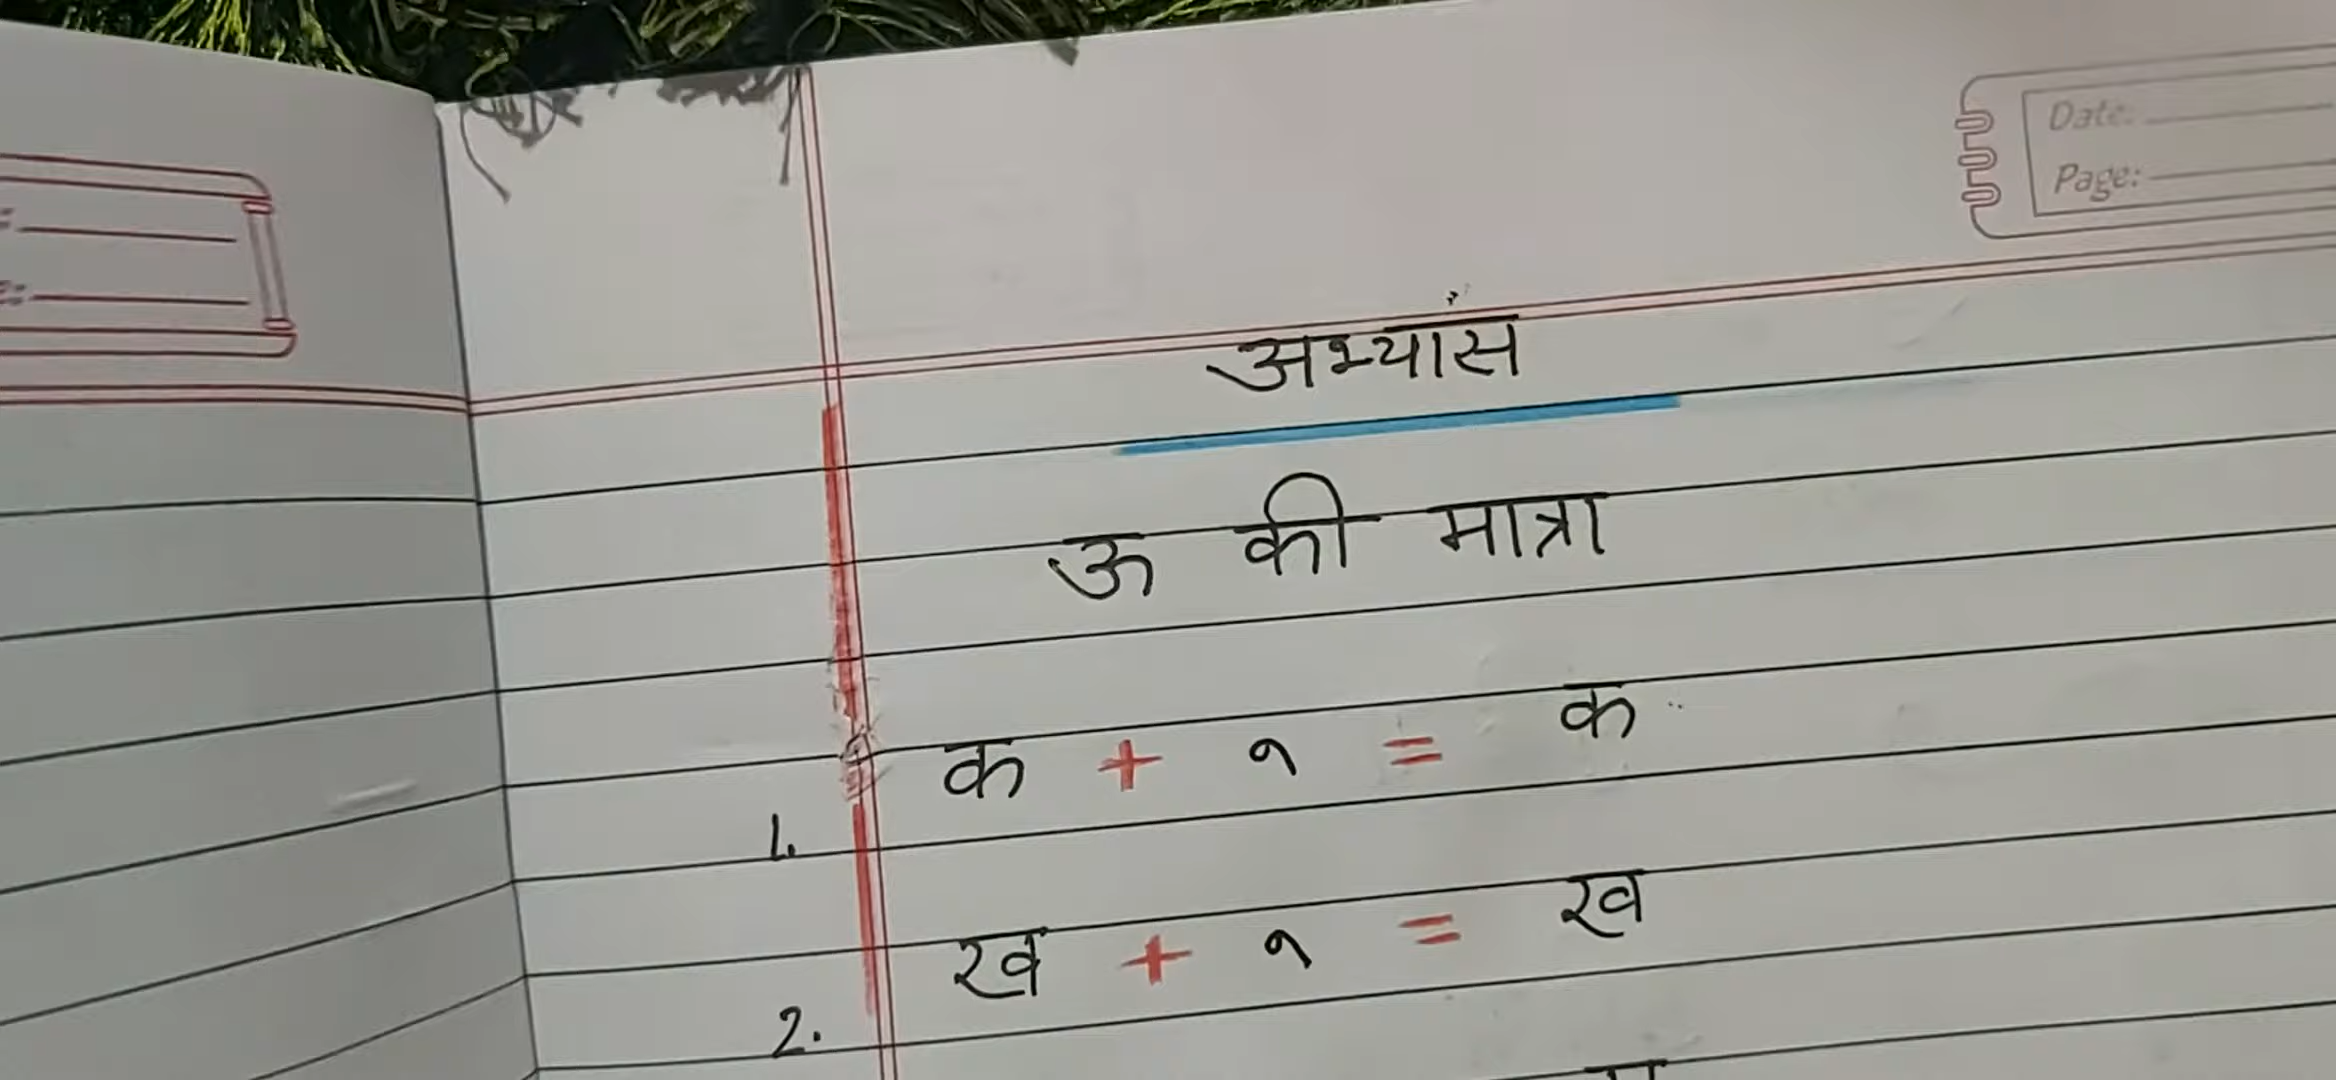 Date:
Page:
अभ्यांस
ऊ की मात्रा
1. क + ू = क
2. ख + ू = ख